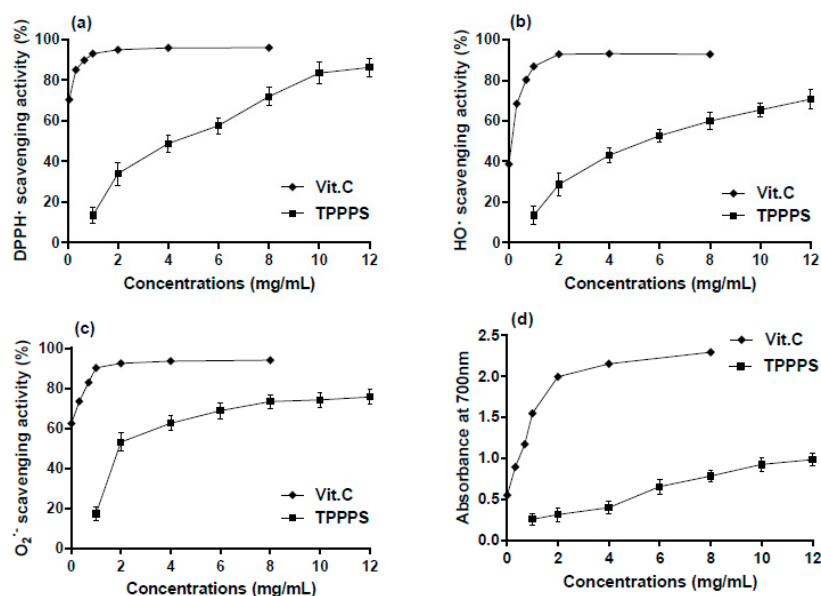 (a)
DPPH· scavenging activity (%)
100
80
60
40
20
0
Vit.C
TPPPS
0 2 4 6 8 10 12
Concentrations (mg/mL)
(b)
HO· scavenging activity (%)
100
80
60
40
20
0
Vit.C
TPPPS
0 2 4 6 8 10 12
Concentrations (mg/mL)
(c)
O₂·⁻ scavenging activity (%)
100
80
60
40
20
0
Vit.C
TPPPS
0 2 4 6 8 10 12
Concentrations (mg/mL)
(d)
Absorbance at 700nm
2.5
2.0
1.5
1.0
0.5
0.0
Vit.C
TPPPS
0 2 4 6 8 10 12
Concentrations (mg/mL)